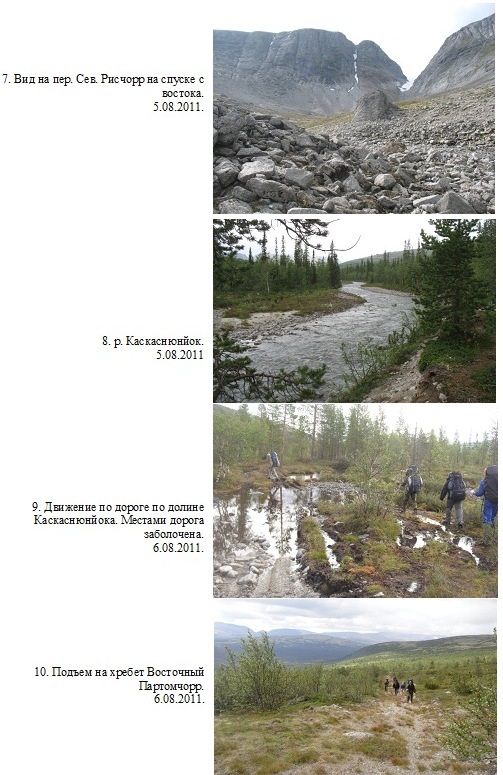 7. Вид на пер. Сев. Рисчорр на спуске с
востока.
5.08.2011.
8. р. Каскаснюнйок.
5.08.2011
9. Движение по дороге по долине
Каскаснюнйока. Местами дорога
заболочена.
6.08.2011.
10. Подъем на хребет Восточный
Партомчорр.
6.08.2011.